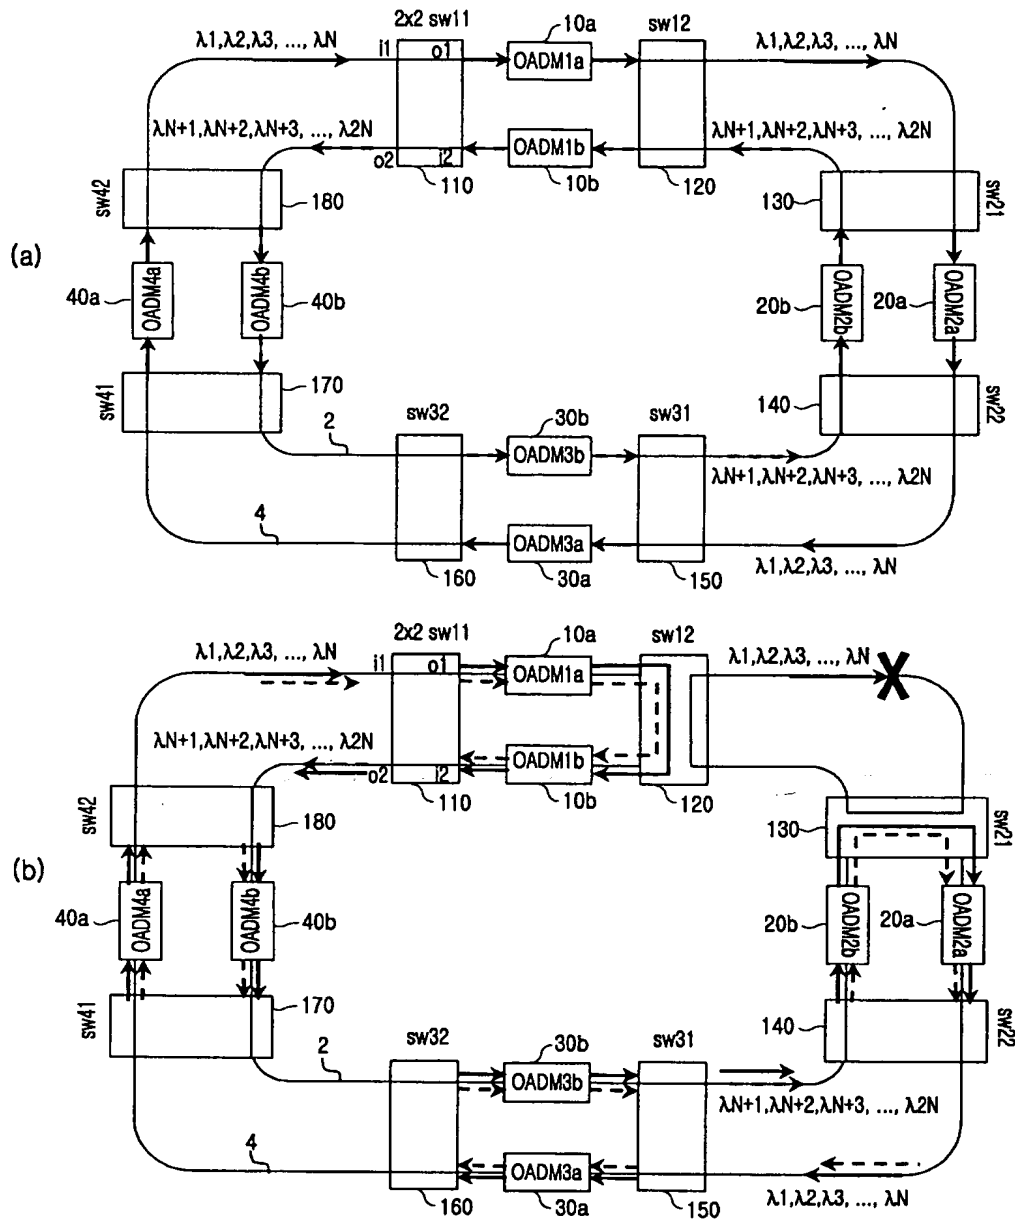 (a)
λ1,λ2,λ3, ..., λN
2x2 sw11
10a
sw12
λ1,λ2,λ3, ..., λN
i1
o1
OADM1a
λN+1,λN+2,λN+3, ..., λ2N
OADM1b
λN+1,λN+2,λN+3, ..., λ2N
o2
i2
110
10b
120
sw42
180
130
sw21
40a
OADM4a
OADM4b
40b
20b
OADM2b
20a
OADM2a
sw41
170
140
sw22
2
sw32
30b
sw31
OADM3b
λN+1,λN+2,λN+3, ..., λ2N
4
OADM3a
160
30a
150
λ1,λ2,λ3, ..., λN
(b)
λ1,λ2,λ3, ..., λN
2x2 sw11
10a
sw12
λ1,λ2,λ3, ..., λN
i1
o1
OADM1a
λN+1,λN+2,λN+3, ..., λ2N
OADM1b
o2
i2
110
10b
120
sw42
180
130
sw21
40a
OADM4a
OADM4b
40b
20b
OADM2b
20a
OADM2a
sw41
170
140
sw22
2
sw32
30b
sw31
OADM3b
λN+1,λN+2,λN+3, ..., λ2N
4
OADM3a
160
30a
150
λ1,λ2,λ3, ..., λN